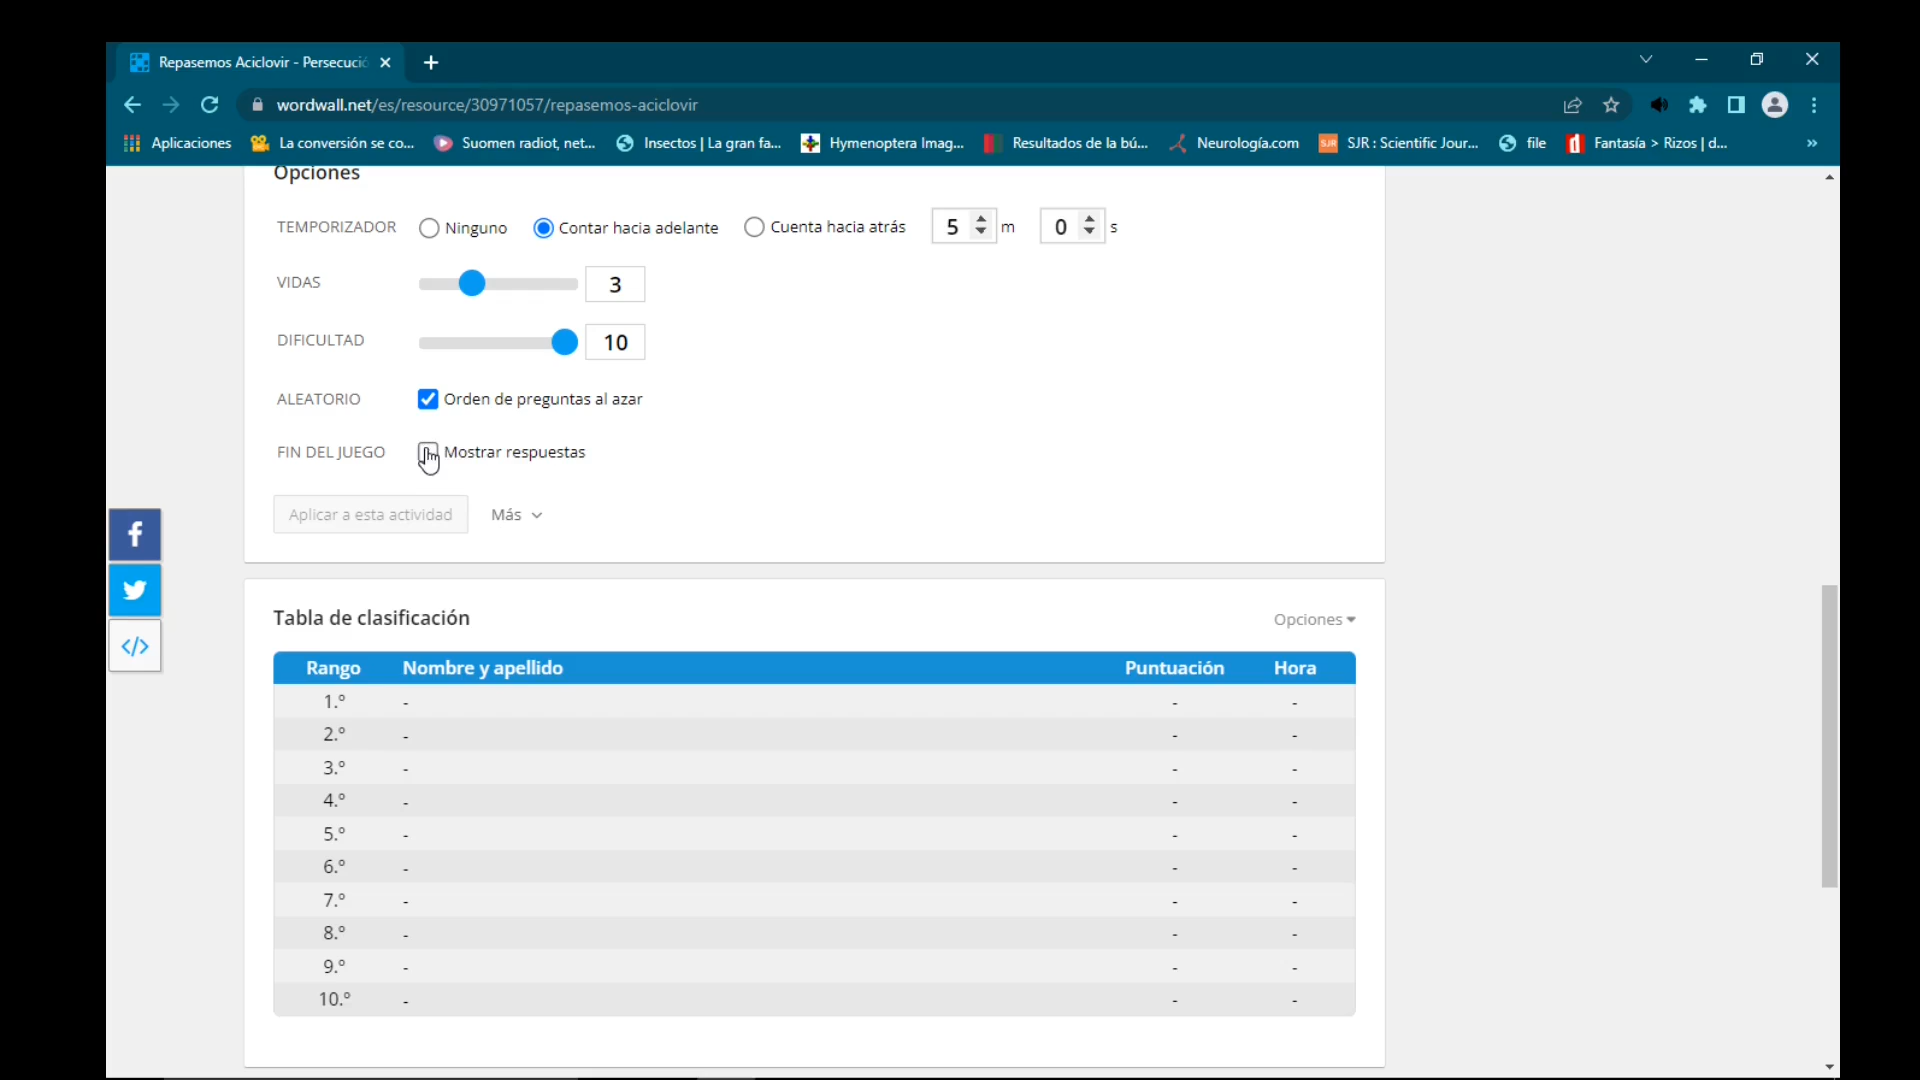 Repasemos Aciclovir - Persecució
wordwall.net/es/resource/30971057/repasemos-aciclovir
Aplicaciones La conversión se co... Suomen radiot, net... Insectos | La gran fa... Hymenoptera Imag... Resultados de la bú... Neurología.com SJR SJR : Scientific Jour... file d Fantasía > Rizos | d... »
Opciones
TEMPORIZADOR Ninguno Contar hacia adelante Cuenta hacia atrás 5 m 0 s
VIDAS 3
DIFICULTAD 10
ALEATORIO Orden de preguntas al azar
FIN DEL JUEGO Mostrar respuestas
Aplicar a esta actividad Más
f
</>
Tabla de clasificación Opciones
Rango Nombre y apellido Puntuación Hora
1.º - - -
2.º - - -
3.º - - -
4.º - - -
5.º - - -
6.º - - -
7.º - - -
8.º - - -
9.º - - -
10.º - - -